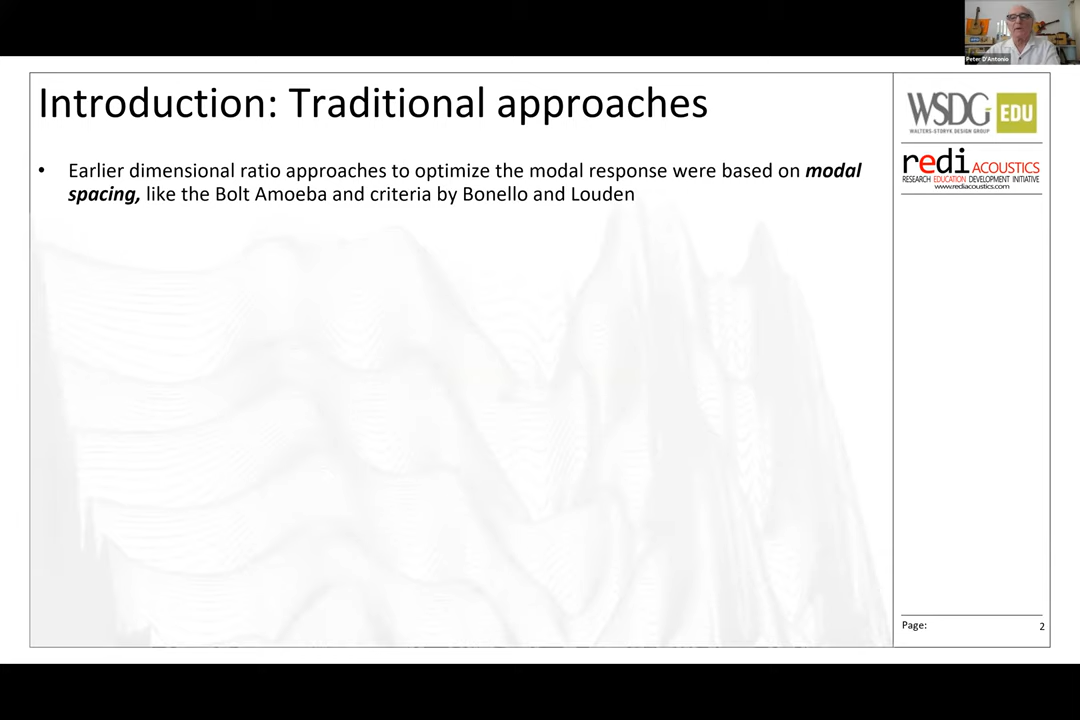 Peter D'Antonio
Introduction: Traditional approaches
• Earlier dimensional ratio approaches to optimize the modal response were based on modal
spacing, like the Bolt Amoeba and criteria by Bonello and Louden
WSDG EDU
WALTERS-STORYK DESIGN GROUP
redi ACOUSTICS
RESEARCH EDUCATION DEVELOPMENT INITIATIVE
www.rediacoustics.com
Page: 2